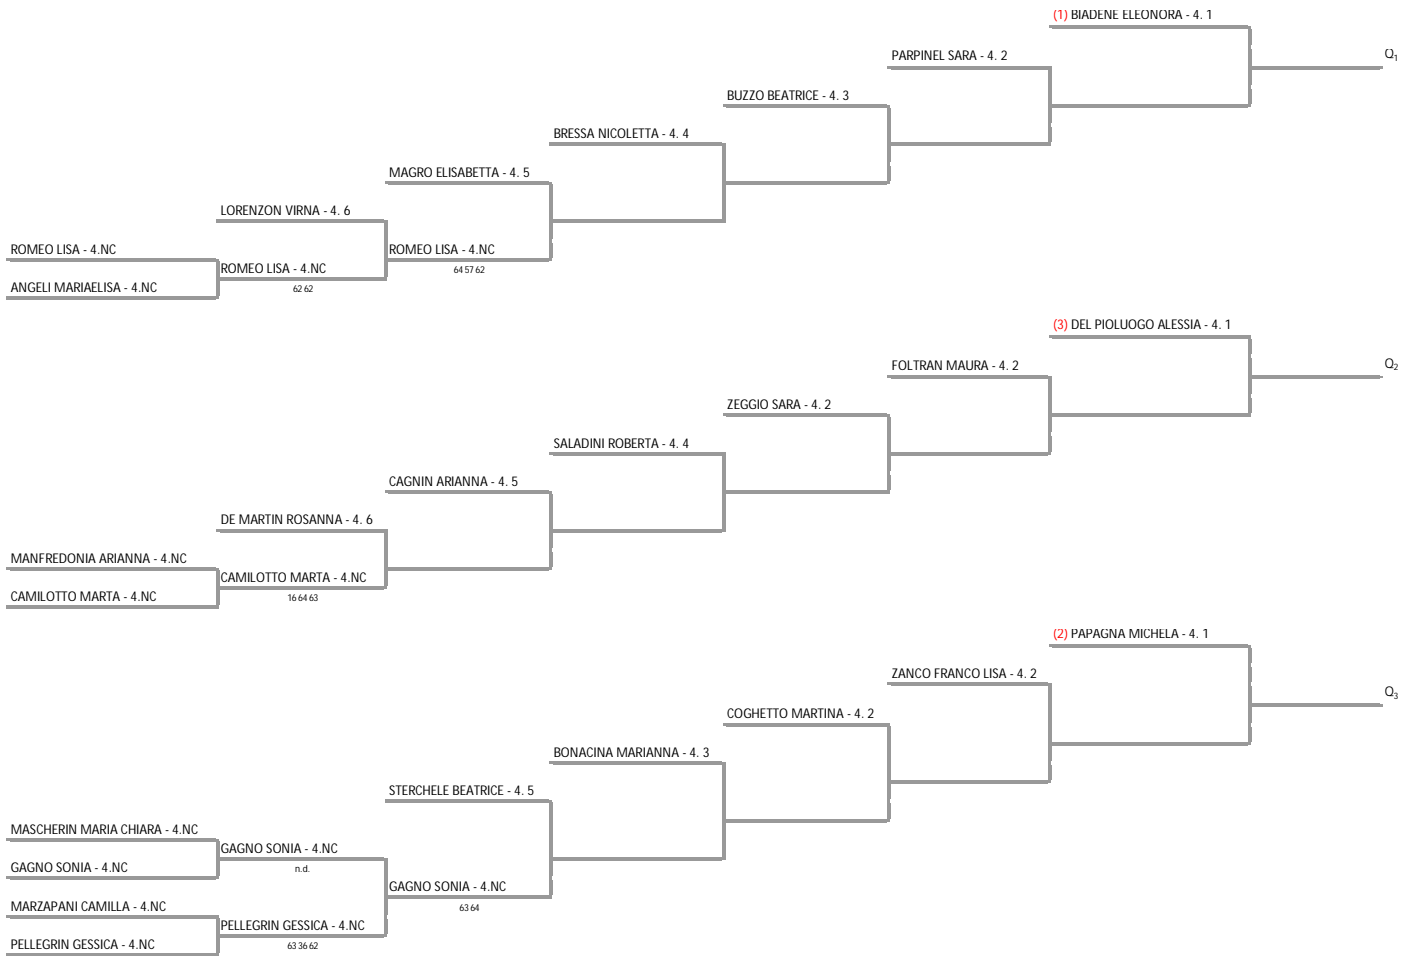 (1) BIADENE ELEONORA - 4. 1
Q1
PARPINEL SARA - 4. 2
BUZZO BEATRICE - 4. 3
BRESSA NICOLETTA - 4. 4
MAGRO ELISABETTA - 4. 5
LORENZON VIRNA - 4. 6
ROMEO LISA - 4.NC
ROMEO LISA - 4.NC
64 57 62
ROMEO LISA - 4.NC
62 62
ANGELI MARIAELISA - 4.NC
(3) DEL PIOLUOGO ALESSIA - 4. 1
Q2
FOLTRAN MAURA - 4. 2
ZEGGIO SARA - 4. 2
SALADINI ROBERTA - 4. 4
CAGNIN ARIANNA - 4. 5
DE MARTIN ROSANNA - 4. 6
MANFREDONIA ARIANNA - 4.NC
CAMILOTTO MARTA - 4.NC
16 64 63
CAMILOTTO MARTA - 4.NC
(2) PAPAGNA MICHELA - 4. 1
Q3
ZANCO FRANCO LISA - 4. 2
COGHETTO MARTINA - 4. 2
BONACINA MARIANNA - 4. 3
STERCHELE BEATRICE - 4. 5
MASCHERIN MARIA CHIARA - 4.NC
GAGNO SONIA - 4.NC
n.d.
GAGNO SONIA - 4.NC
GAGNO SONIA - 4.NC
63 64
MARZAPANI CAMILLA - 4.NC
PELLEGRIN GESSICA - 4.NC
63 36 62
PELLEGRIN GESSICA - 4.NC